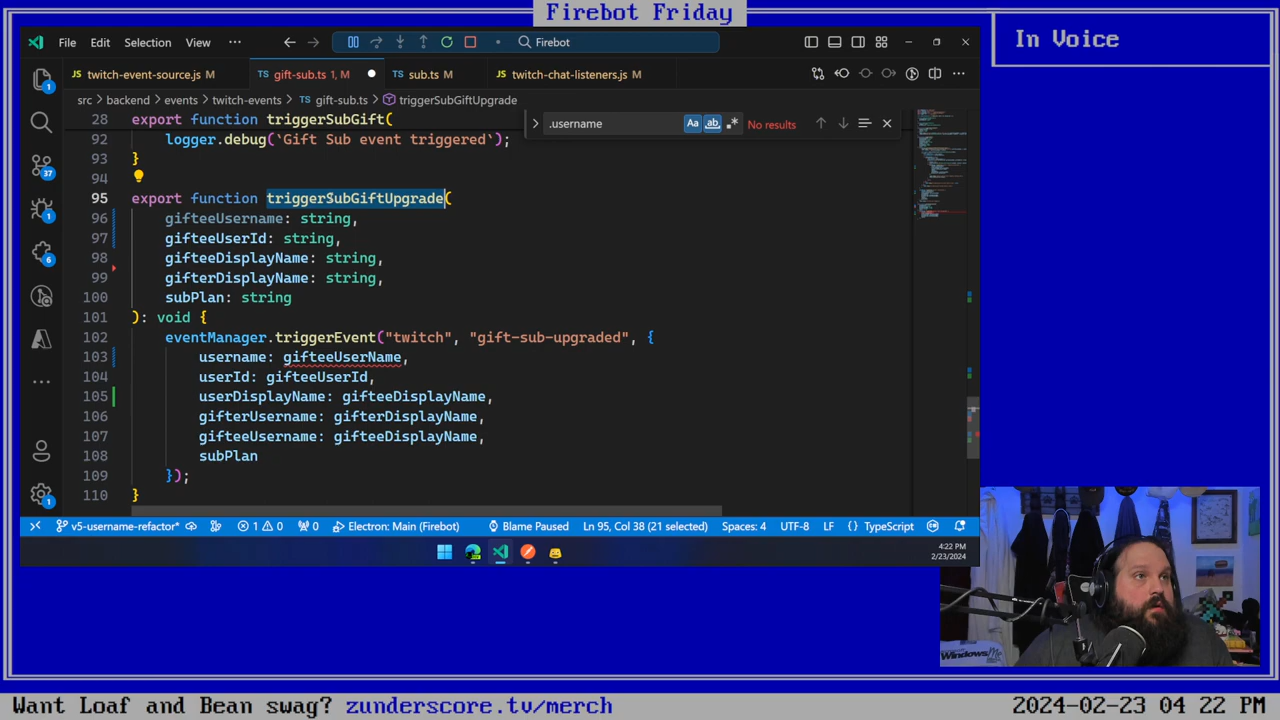 Firebot Friday
In Voice
File Edit Selection View ··· Firebot
twitch-event-source.js gift-sub.ts 1, M sub.ts M twitch-chat-listeners.ts M
src > backend > events > twitch-events > TS gift-sub.ts > triggerSubGiftUpgrade
.username Aa ab No results
28 export function triggerSubGift(
92 logger.debug(`Gift Sub event triggered`);
93 }
94
95 export function triggerSubGiftUpgrade(
96 gifteeUsername: string,
97 gifteeUserId: string,
98 gifteeDisplayName: string,
99 gifterDisplayName: string,
100 subPlan: string
101 ): void {
102 eventManager.triggerEvent("twitch", "gift-sub-upgraded", {
103 username: gifteeUserName,
104 userId: gifteeUserId,
105 userDisplayName: gifteeDisplayName,
106 gifterUsername: gifterDisplayName,
107 gifteeUsername: gifteeDisplayName,
108 subPlan
109 });
110 }
v5-username-refactor* 1 0 0 Electron: Main (Firebot) Blame Paused Ln 95, Col 38 (21 selected) Spaces: 4 UTF-8 LF {} TypeScript
4:22 PM
2/23/2024
Want Loaf and Bean swag? zunderscore.tv/merch 2024-02-23 04 22 PM